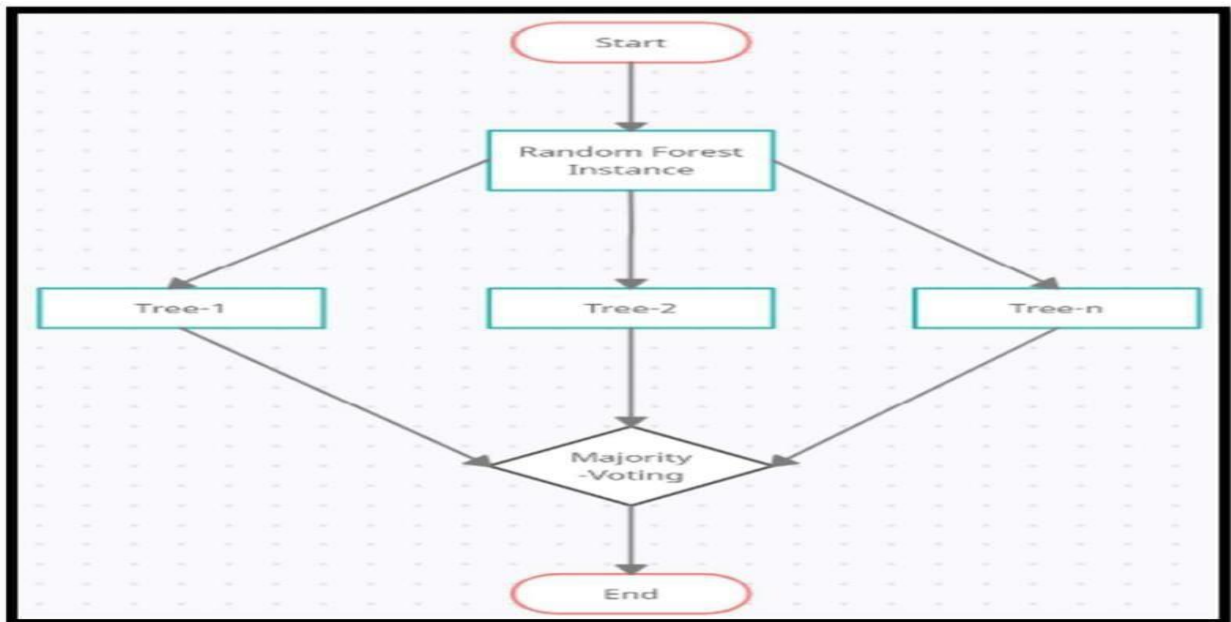 Start
Random Forest
Instance
Tree-1
Tree-2
Tree-n
Majority
-Voting
End